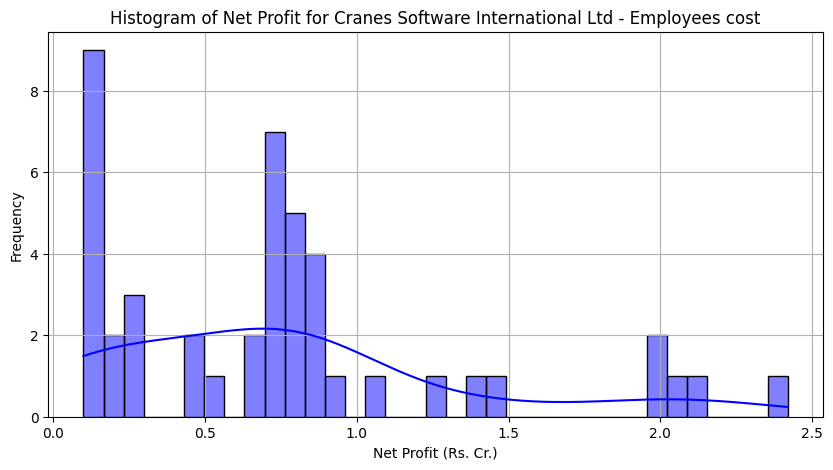 Histogram of Net Profit for Cranes Software International Ltd - Employees cost
Frequency
8
6
4
2
0
0.0 0.5 1.0 1.5 2.0 2.5
Net Profit (Rs. Cr.)